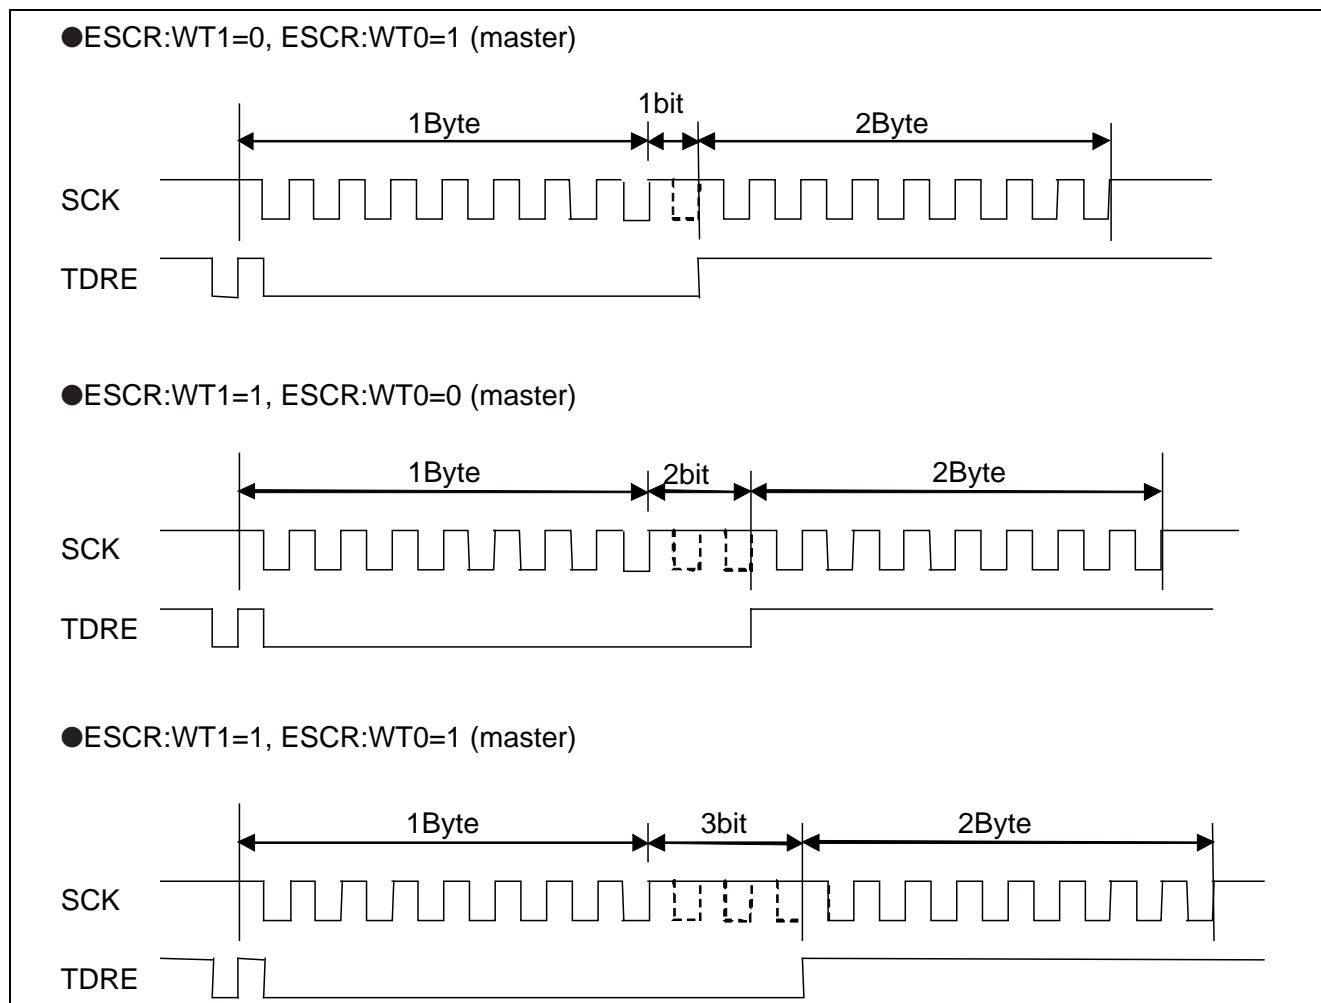 ●ESCR:WT1=0, ESCR:WT0=1 (master)
1bit
1Byte 2Byte
SCK
TDRE
●ESCR:WT1=1, ESCR:WT0=0 (master)
1Byte 2bit 2Byte
SCK
TDRE
●ESCR:WT1=1, ESCR:WT0=1 (master)
1Byte 3bit 2Byte
SCK
TDRE